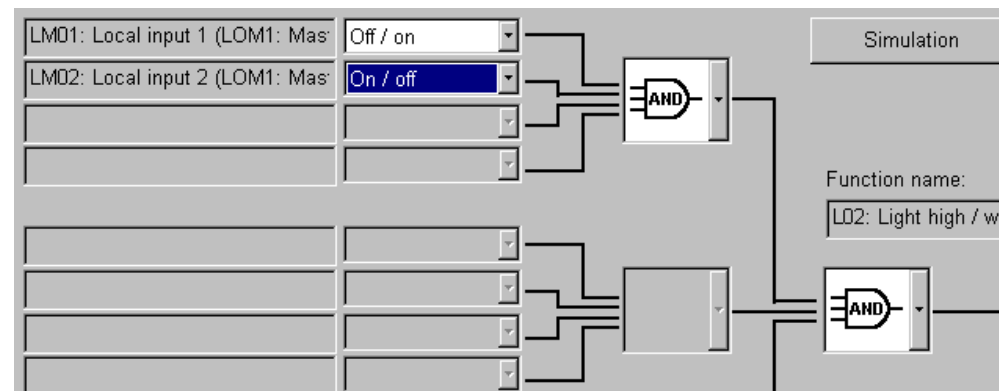 LM01: Local input 1 (LOM1: Mas
Off / on
Simulation
LM02: Local input 2 (LOM1: Mas
On / off
AND
Function name:
L02: Light high / w
AND